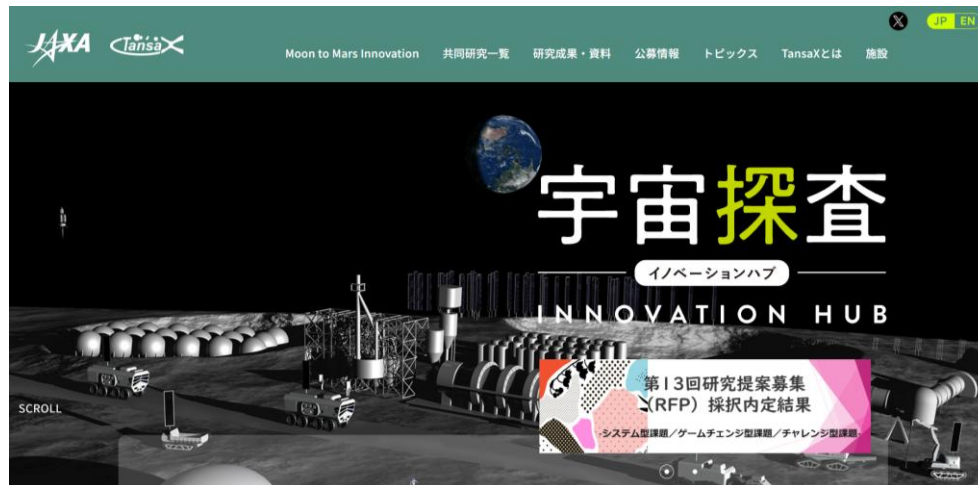 JAXA TansaX
JP EN
Moon to Mars Innovation 共同研究一覧 研究成果・資料 公募情報 トピックス TansaXとは 施設
宇宙探査
イノベーションハブ
INNOVATION HUB
第13回研究提案募集
（RFP）採択内定結果
-システム型課題／ゲームチェンジ型課題／チャレンジ型課題-
SCROLL